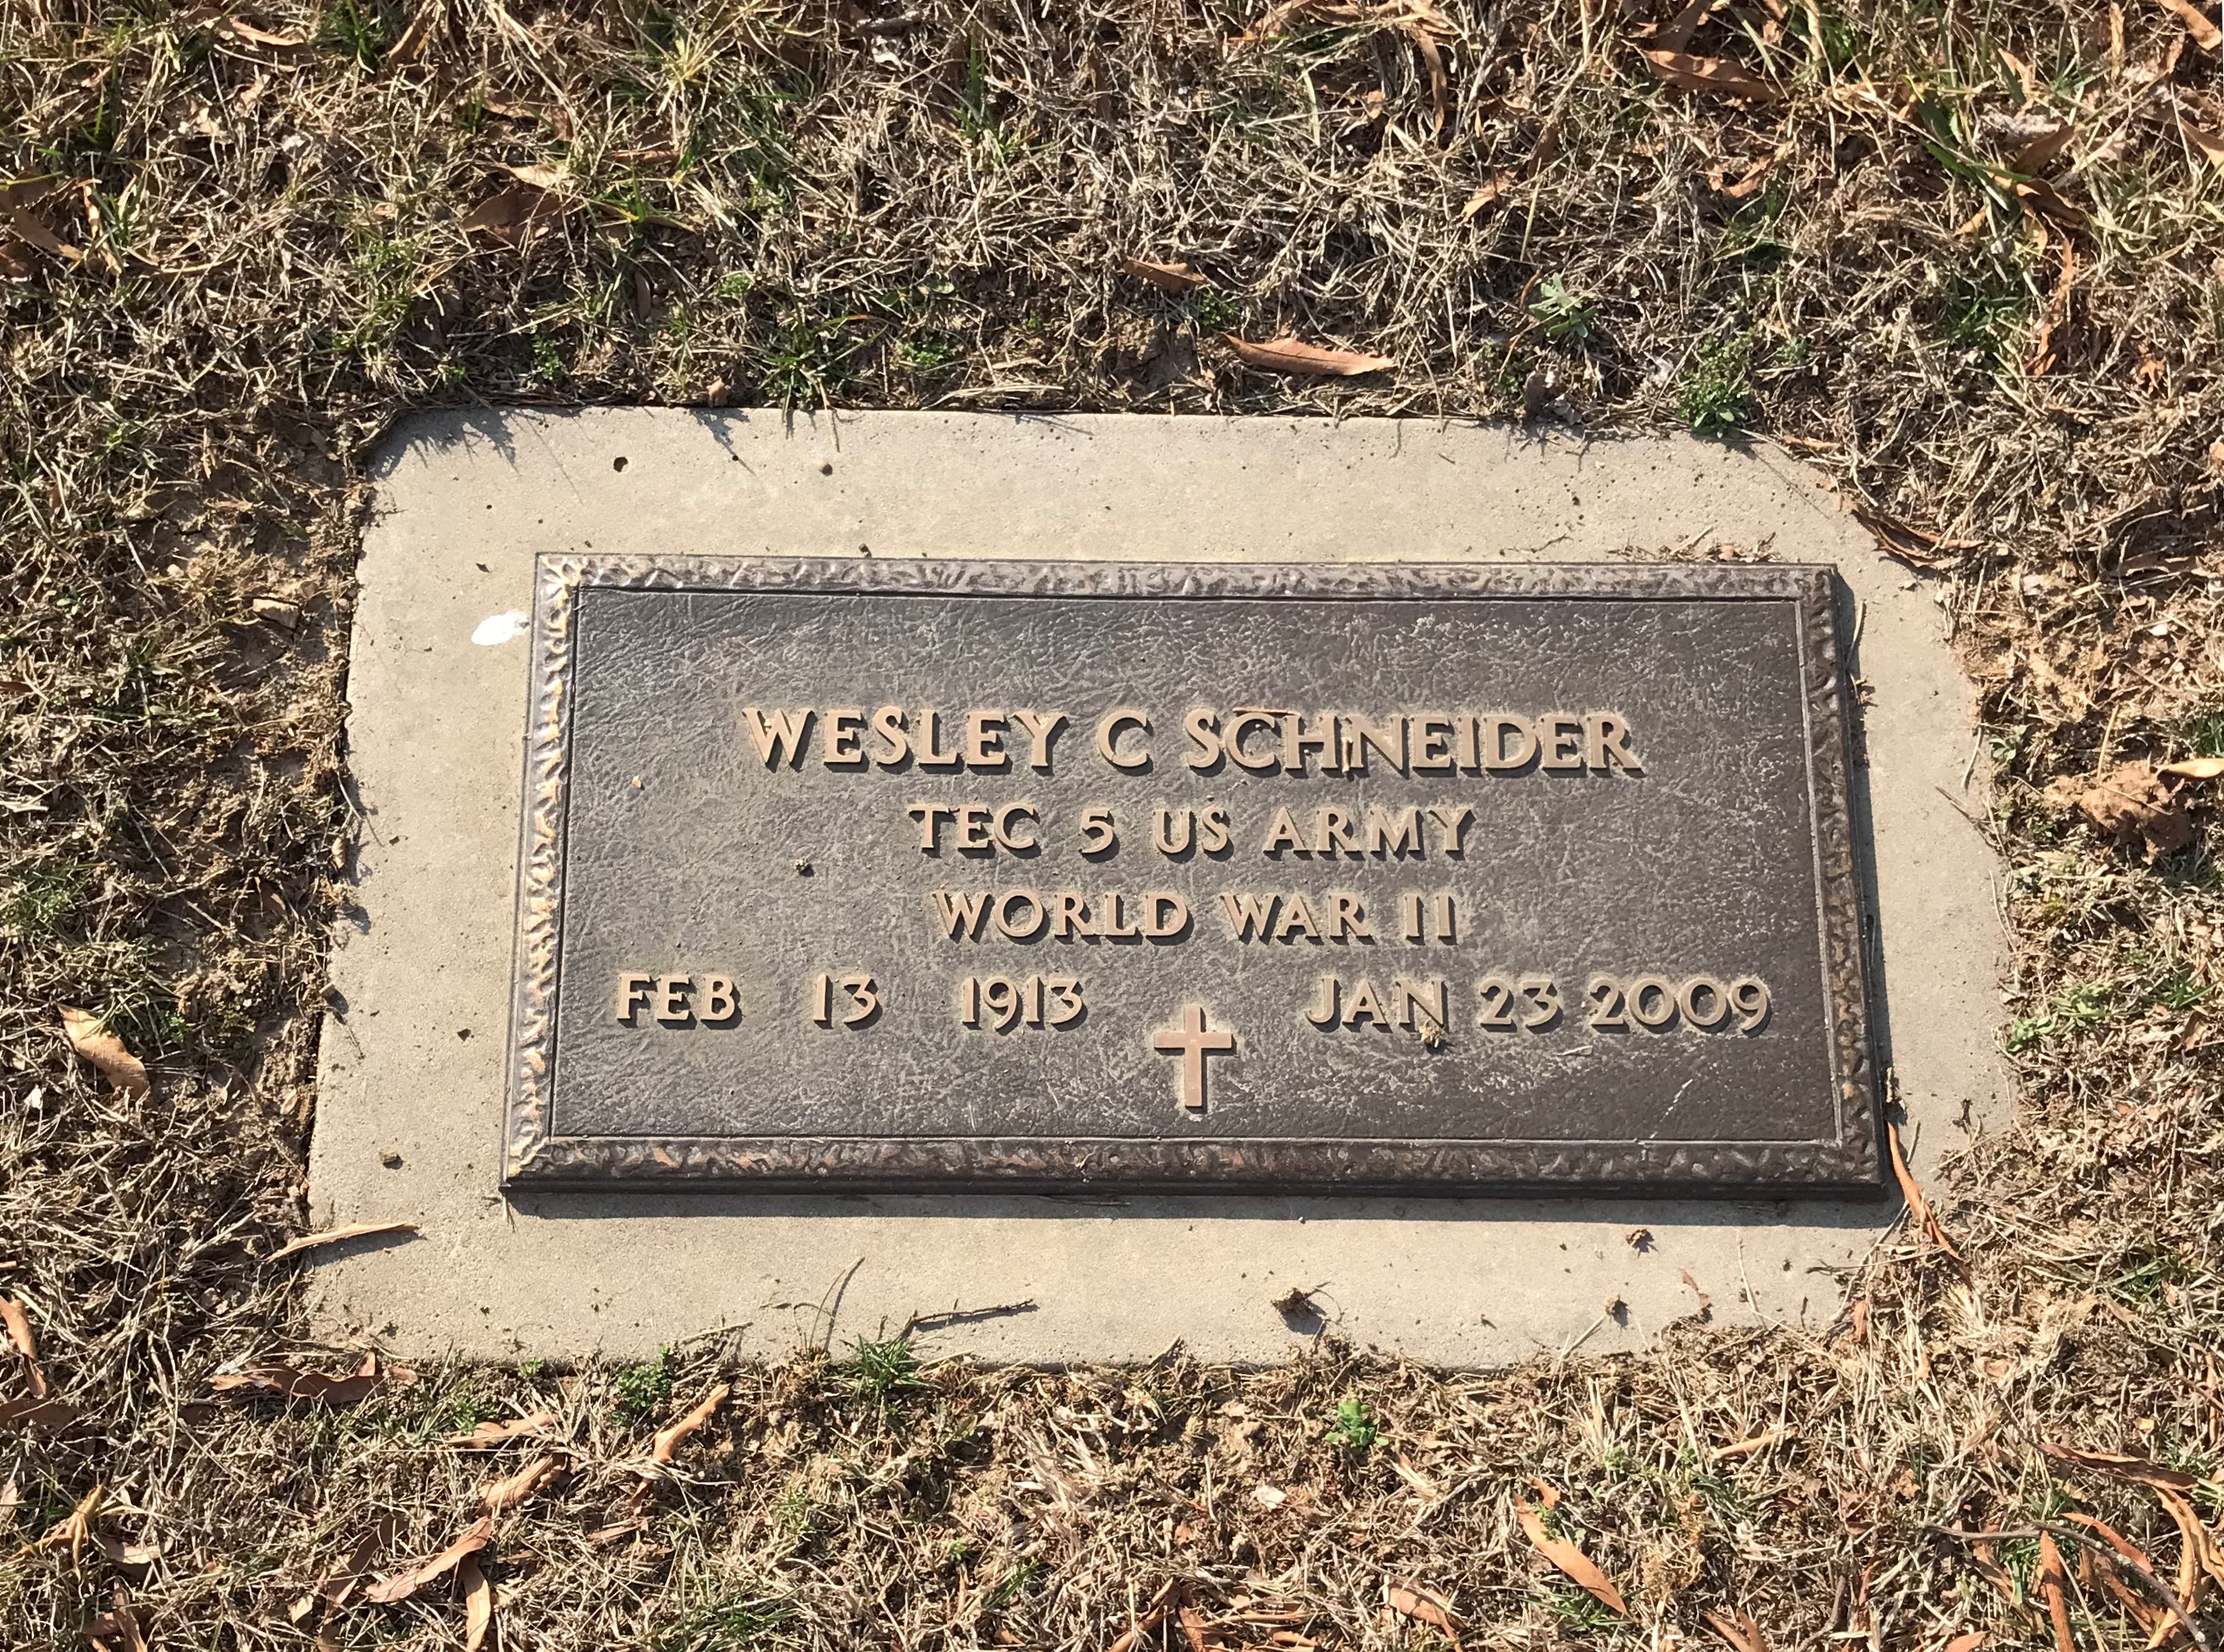 WESLEY C SCHNEIDER
TEC 5 US ARMY
WORLD WAR II
FEB 13 1913 JAN 23 2009